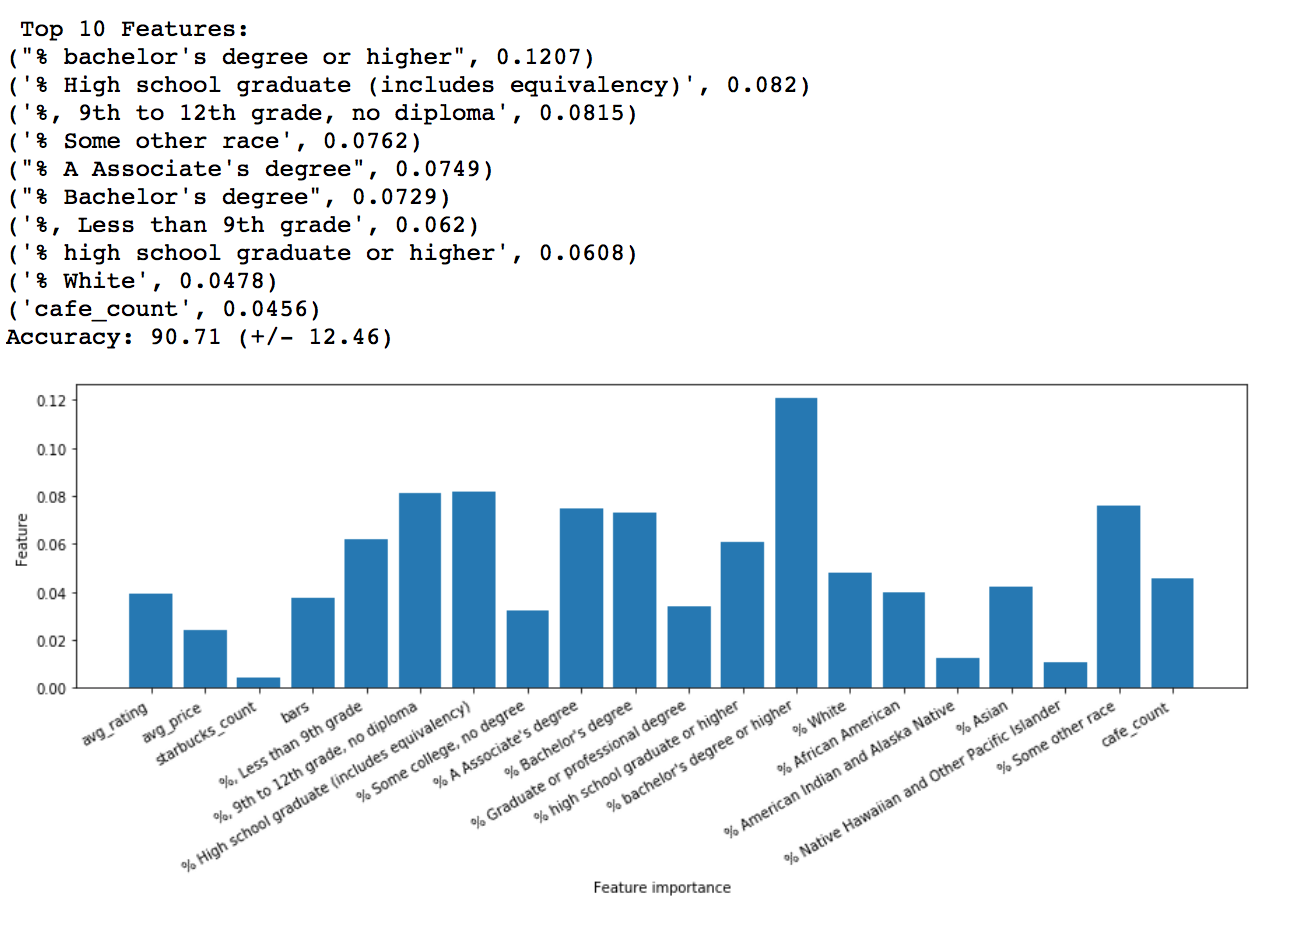 Top 10 Features:
("% bachelor's degree or higher", 0.1207)
('% High school graduate (includes equivalency)', 0.082)
('%, 9th to 12th grade, no diploma', 0.0815)
('% Some other race', 0.0762)
("% A Associate's degree", 0.0749)
("% Bachelor's degree", 0.0729)
('%, Less than 9th grade', 0.062)
('% high school graduate or higher', 0.0608)
('% White', 0.0478)
('cafe_count', 0.0456)
Accuracy: 90.71 (+/- 12.46)
0.12
0.10
0.08
0.06
0.04
0.02
0.00
Feature
avg_rating
avg_price
starbucks_count
bars
%, Less than 9th grade
%, 9th to 12th grade, no diploma
% High school graduate (includes equivalency)
% Some college, no degree
% A Associate's degree
% Bachelor's degree
% Graduate or professional degree
% high school graduate or higher
% bachelor's degree or higher
% White
% African American
% American Indian and Alaska Native
% Asian
% Native Hawaiian and Other Pacific Islander
% Some other race
cafe_count
Feature importance